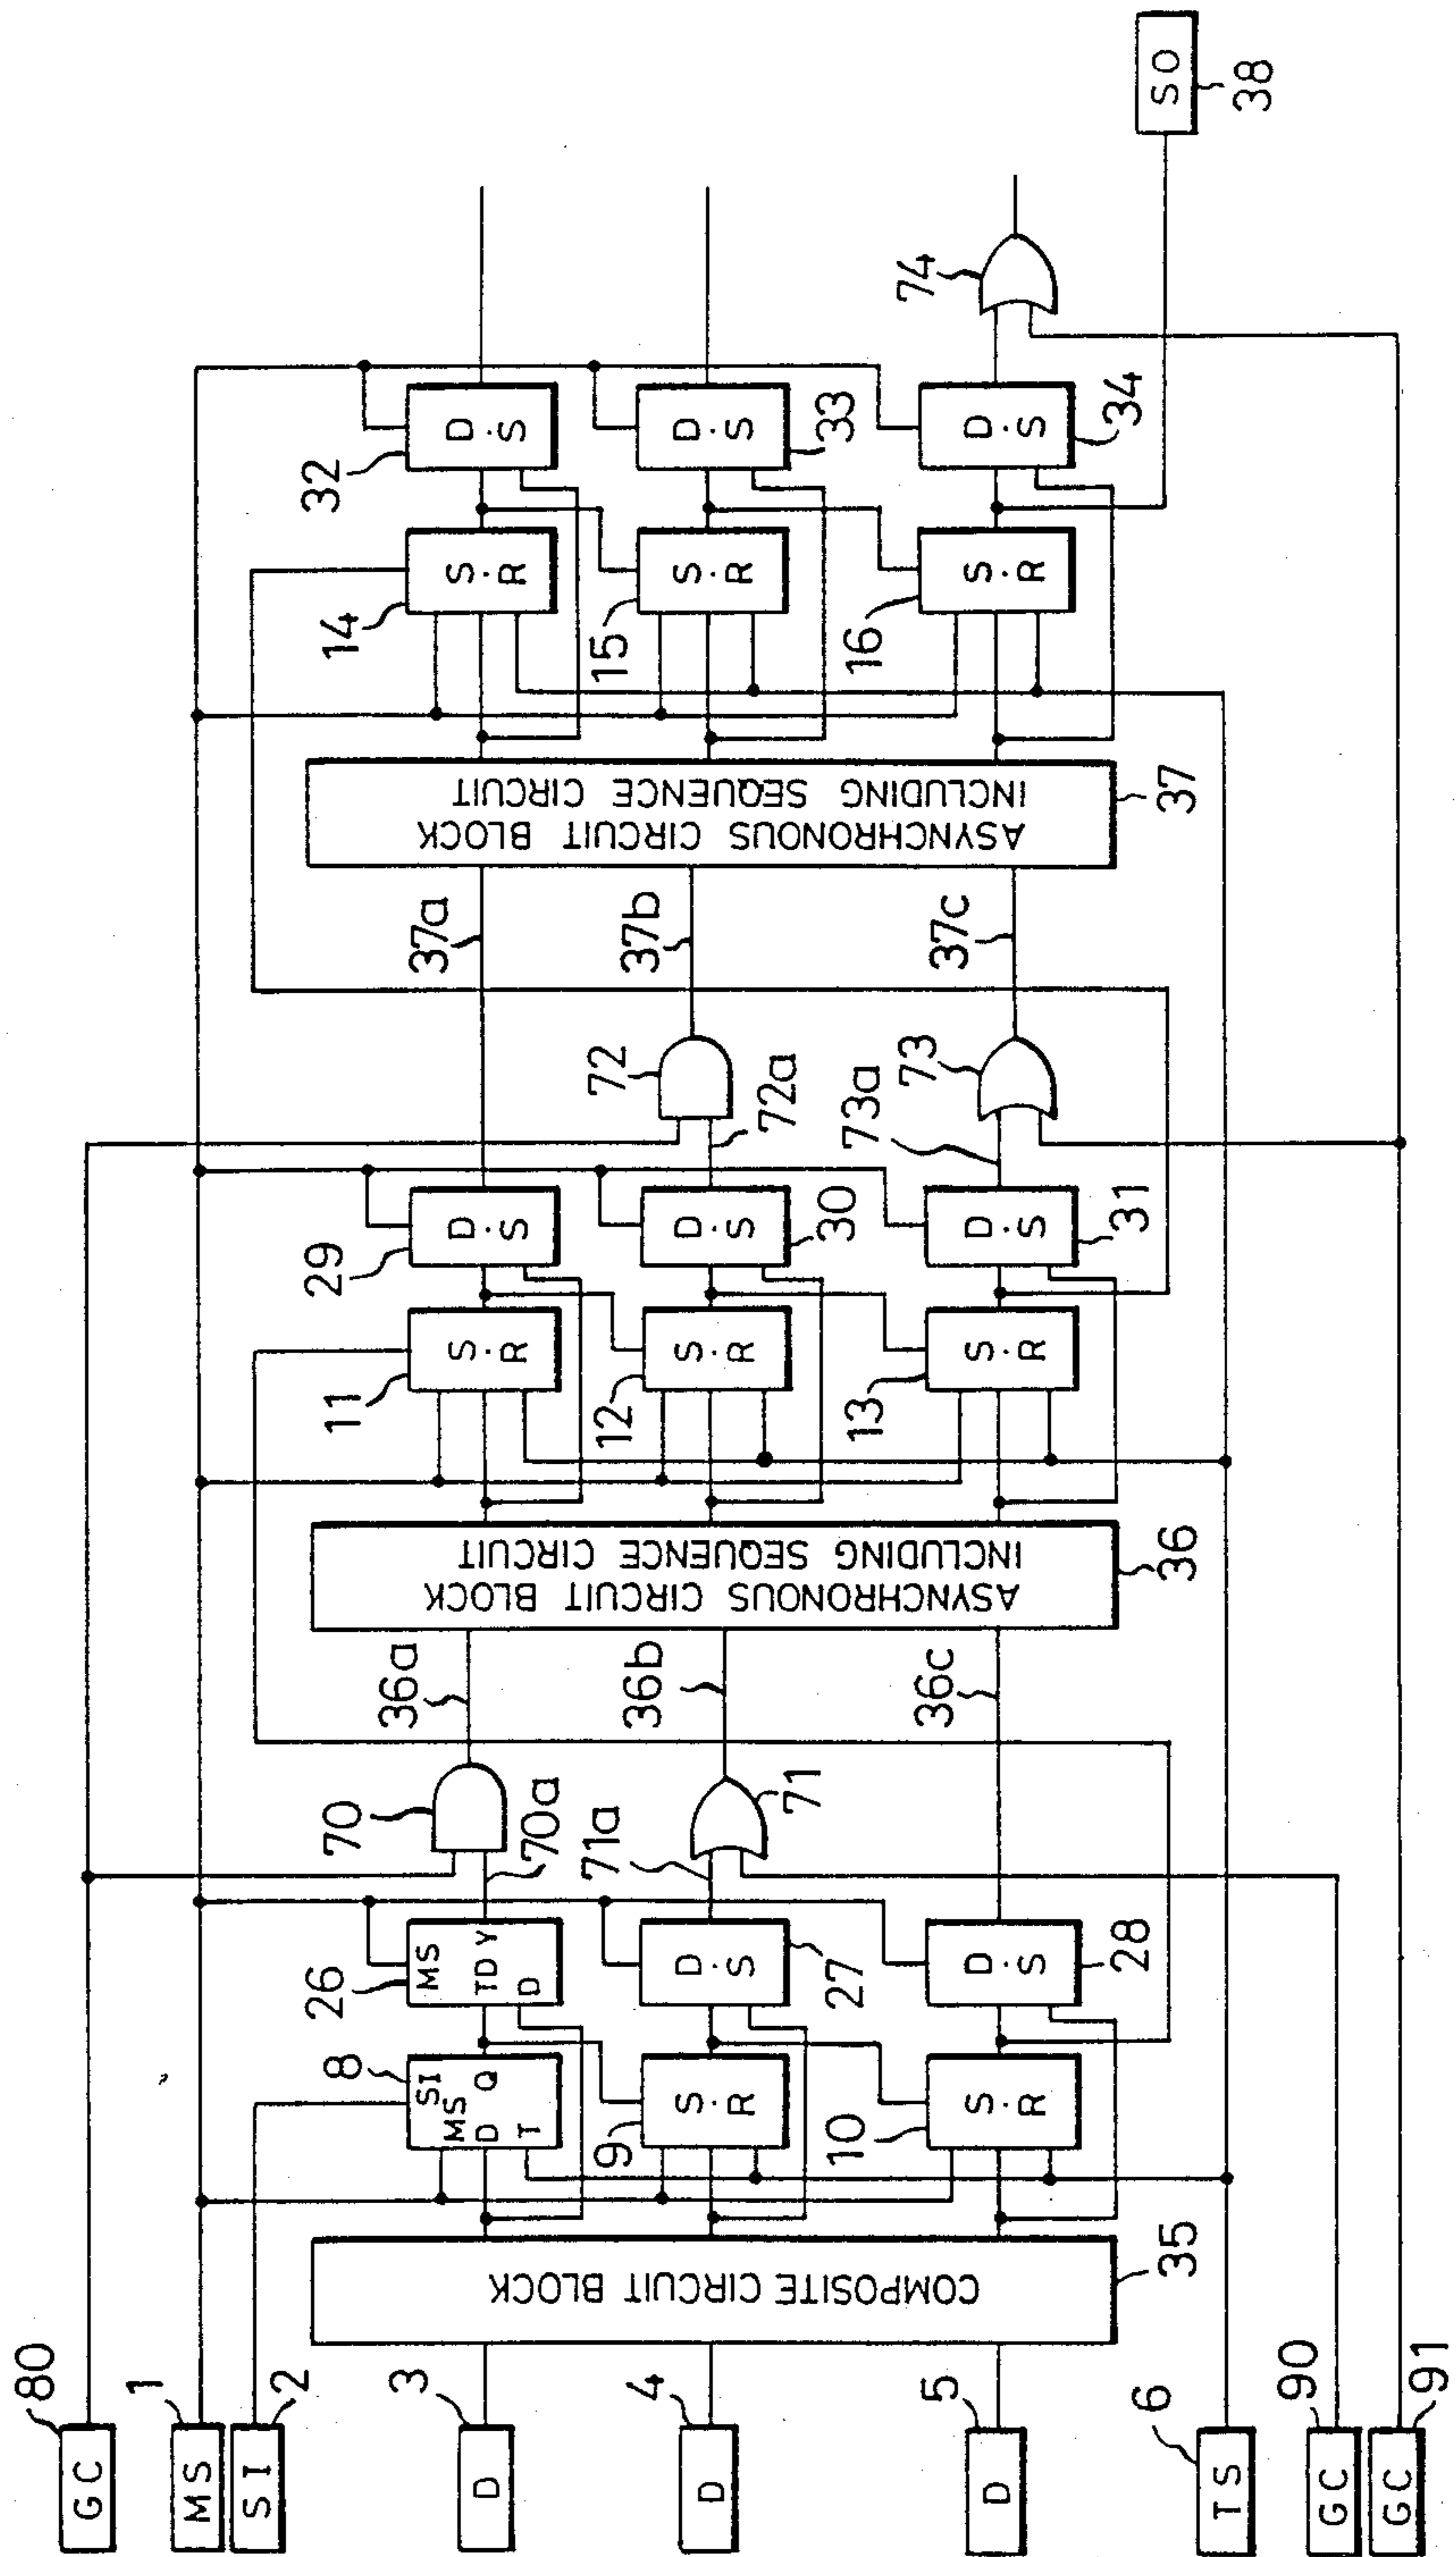 GC
80
MS
1
SI
2
D
3
D
4
D
5
TS
6
GC
90
GC
91
COMPOSITE CIRCUIT BLOCK
35
SI
MS
D
Q
T
8
S·R
9
S·R
10
MS
TD
Y
D
26
D·S
27
D·S
28
70
70a
71a
71
36a
36b
36c
ASYNCHRONOUS CIRCUIT BLOCK
INCLUDING SEQUENCE CIRCUIT
36
S·R
11
S·R
12
S·R
13
D·S
29
D·S
30
D·S
31
72
72a
73a
73
37a
37b
37c
ASYNCHRONOUS CIRCUIT BLOCK
INCLUDING SEQUENCE CIRCUIT
37
S·R
14
S·R
15
S·R
16
D·S
32
D·S
33
D·S
34
74
SO
38